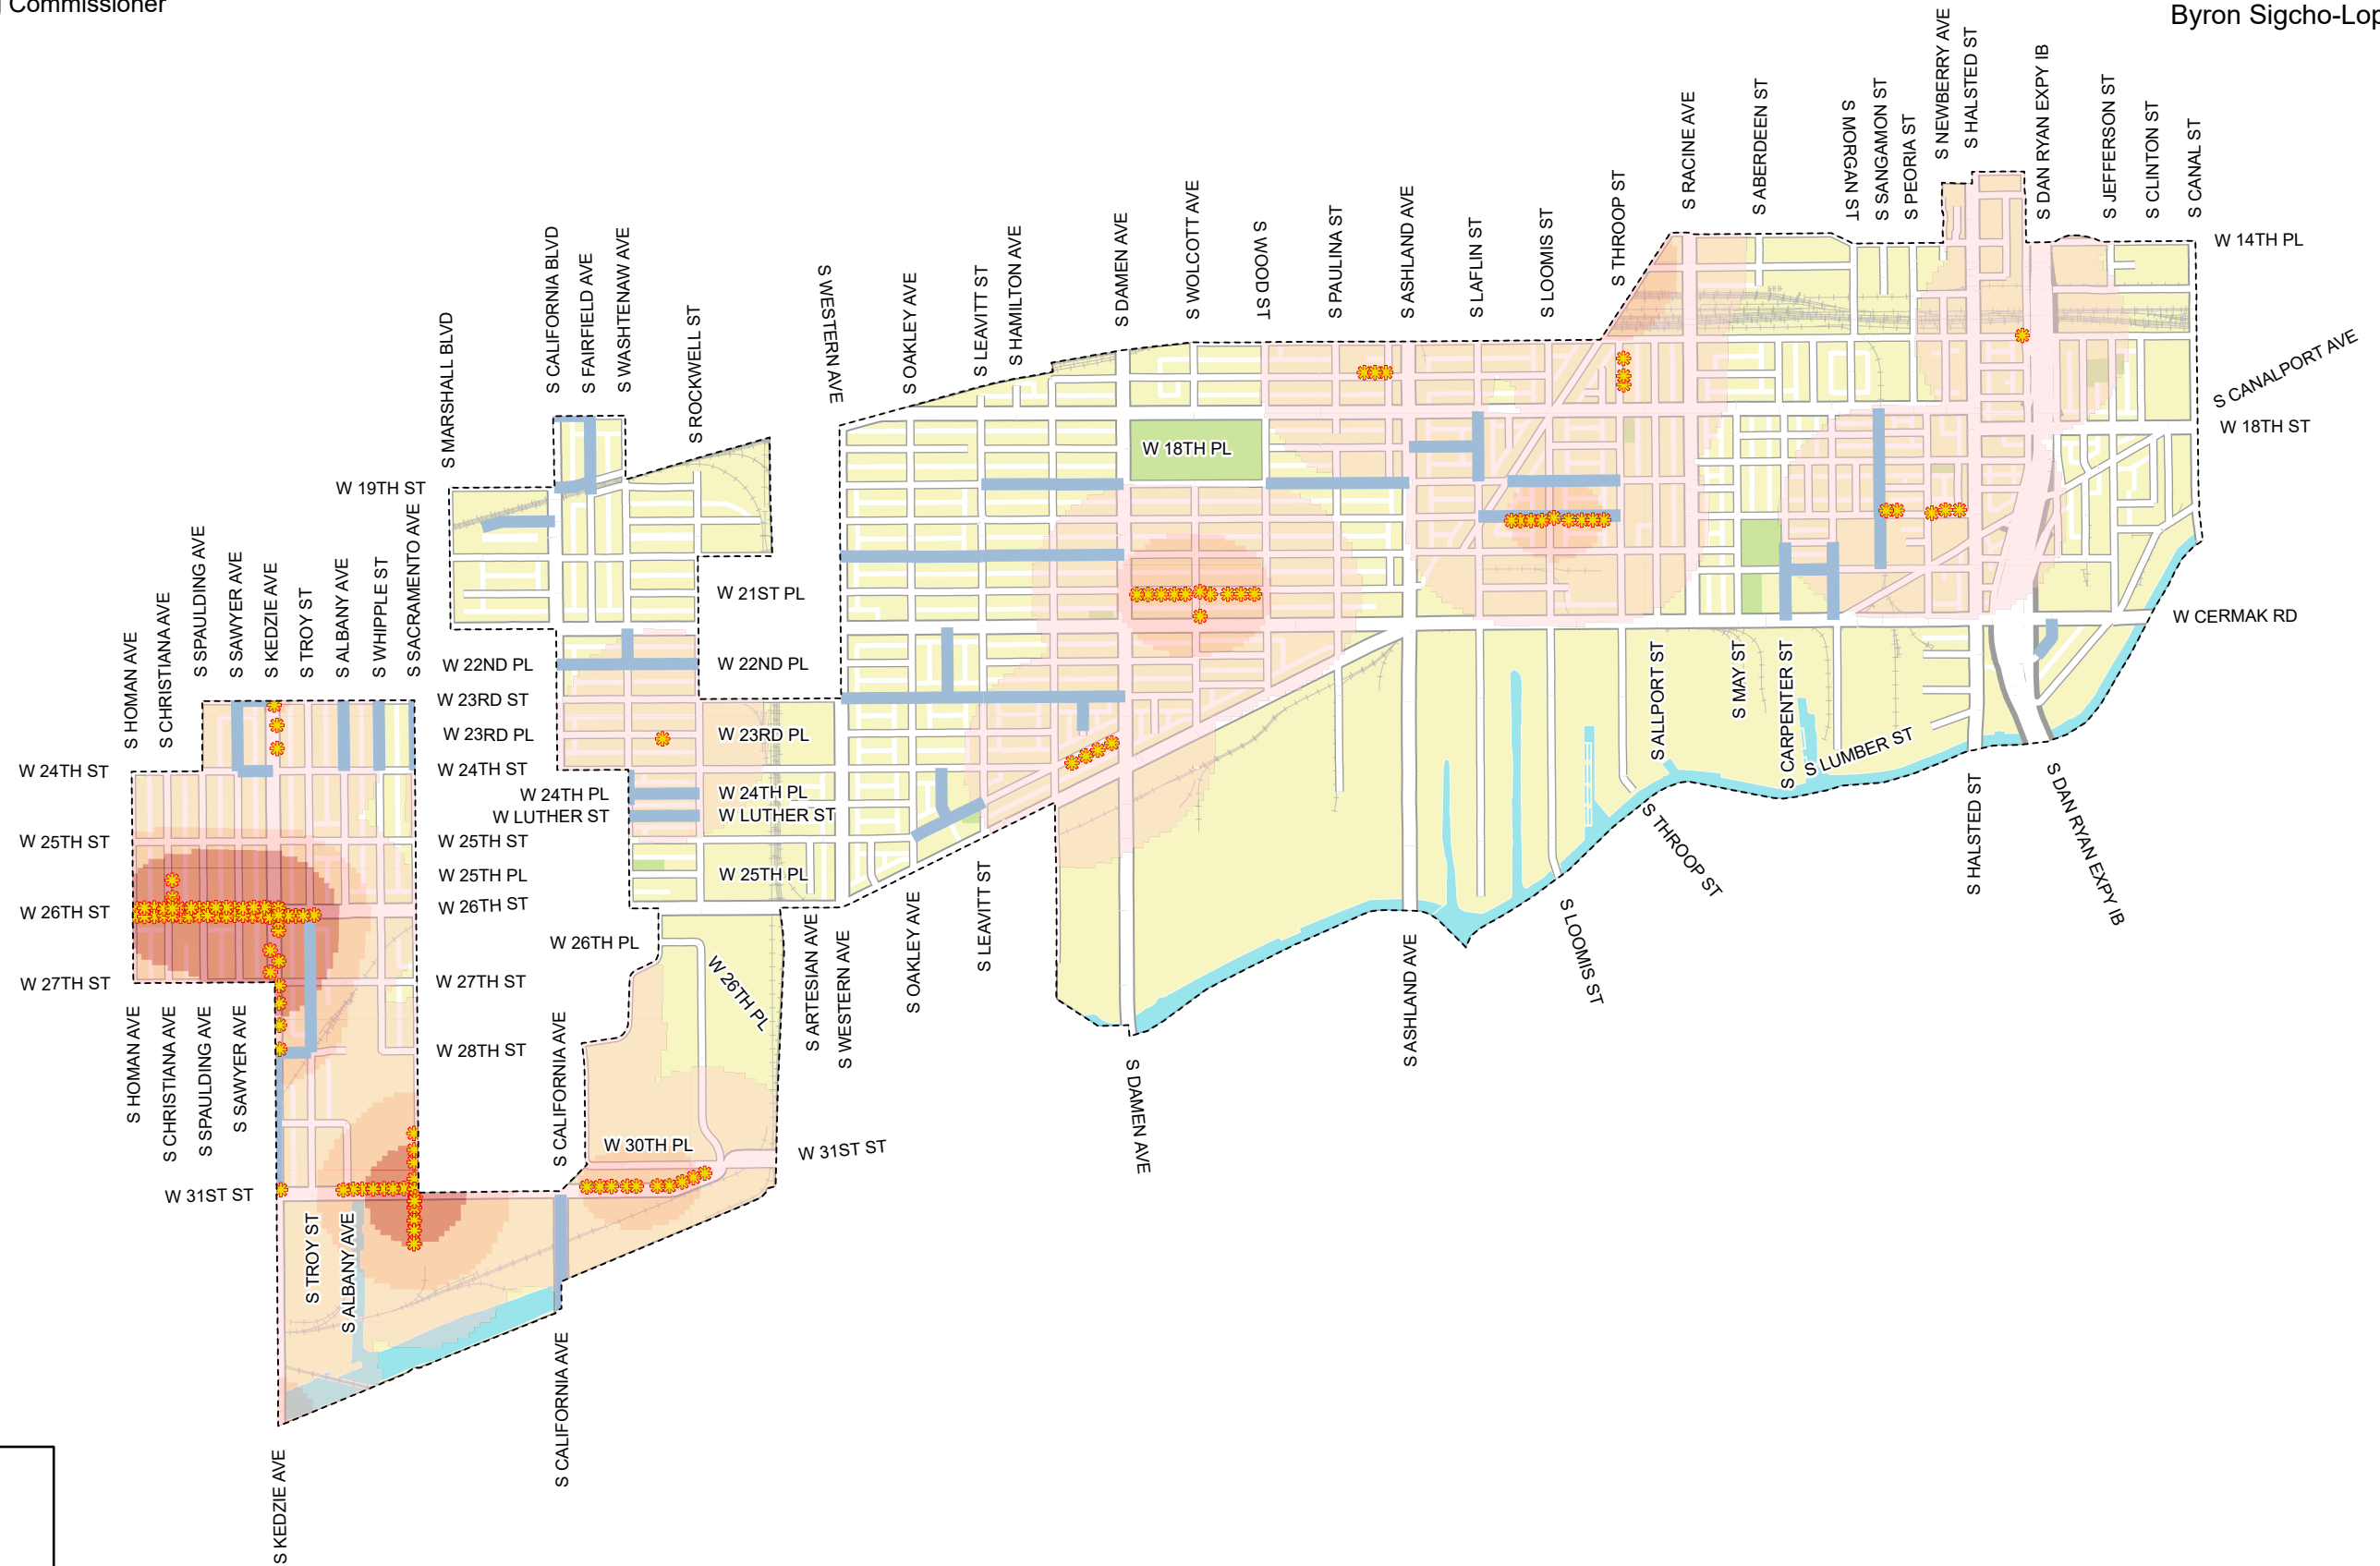 Commissioner
Byron Sigcho-Lop
S NEWBERRY AVE
S HALSTED ST
S DAN RYAN EXPY IB
S JEFFERSON ST
S CLINTON ST
S CANAL ST
S RACINE AVE
S ABERDEEN ST
S MORGAN ST
S SANGAMON ST
S PEORIA ST
W 14TH PL
S THROOP ST
S LOOMIS ST
S LAFLIN ST
S ASHLAND AVE
S PAULINA ST
S WOOD ST
S WOLCOTT AVE
S DAMEN AVE
S HAMILTON AVE
S LEAVITT ST
S OAKLEY AVE
S WESTERN AVE
S ROCKWELL ST
S WASHTENAW AVE
S FAIRFIELD AVE
S CALIFORNIA BLVD
S MARSHALL BLVD
S CANALPORT AVE
W 18TH ST
W 18TH PL
W 19TH ST
S SACRAMENTO AVE
S WHIPPLE ST
S ALBANY AVE
S TROY ST
S KEDZIE AVE
S SAWYER AVE
S SPAULDING AVE
S CHRISTIANA AVE
S HOMAN AVE
W 21ST PL
W CERMAK RD
W 22ND PL
W 22ND PL
W 23RD ST
W 23RD PL
W 23RD PL
W 24TH ST
W 24TH ST
W 24TH PL
W 24TH PL
W LUTHER ST
W LUTHER ST
W 25TH ST
W 25TH ST
W 25TH PL
W 25TH PL
W 26TH ST
W 26TH ST
S ALLPORT ST
S MAY ST
S CARPENTER ST
S LUMBER ST
S THROOP ST
S HALSTED ST
S DAN RYAN EXPY IB
S LOOMIS ST
S ASHLAND AVE
S LEAVITT ST
S OAKLEY AVE
S WESTERN AVE
S ARTESIAN AVE
W 26TH PL
W 26TH PL
W 27TH ST
W 27TH ST
S HOMAN AVE
S CHRISTIANA AVE
S SPAULDING AVE
S SAWYER AVE
W 28TH ST
S CALIFORNIA AVE
S DAMEN AVE
W 30TH PL
W 31ST ST
W 31ST ST
S TROY ST
S ALBANY AVE
S CALIFORNIA AVE
S KEDZIE AVE